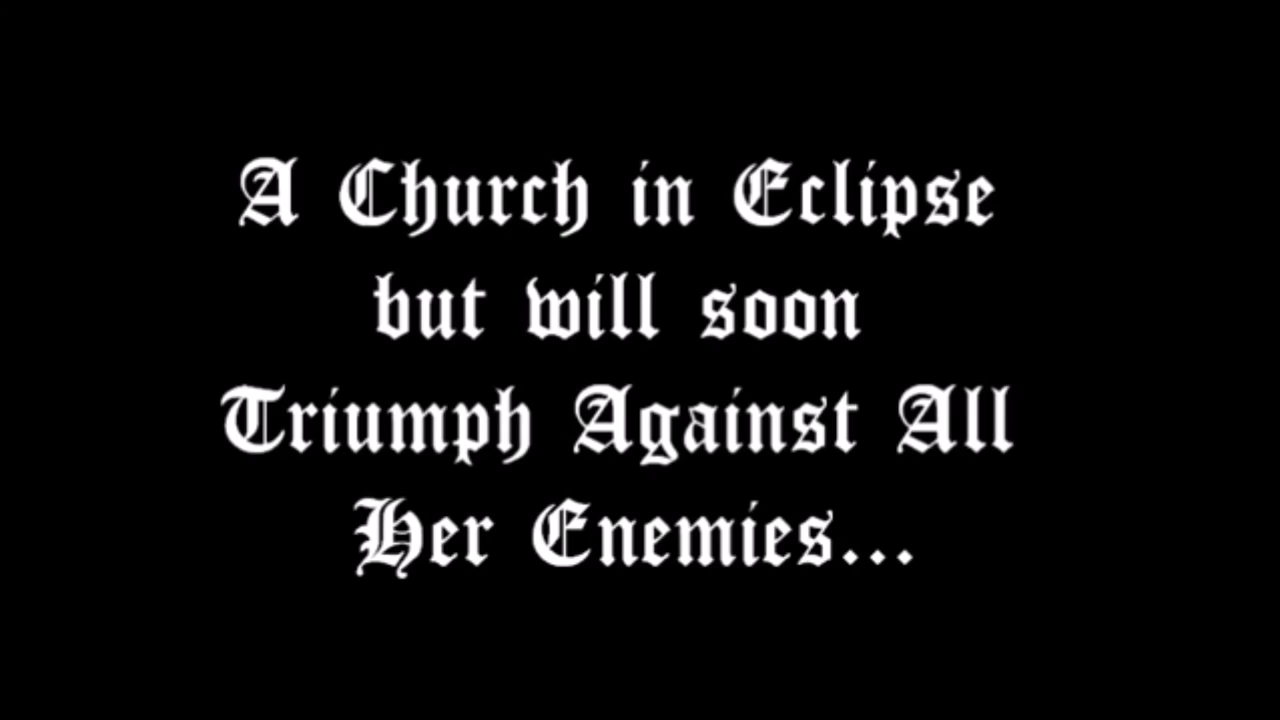 A Church in Eclipse
but will soon
Triumph Against All
Her Enemies...